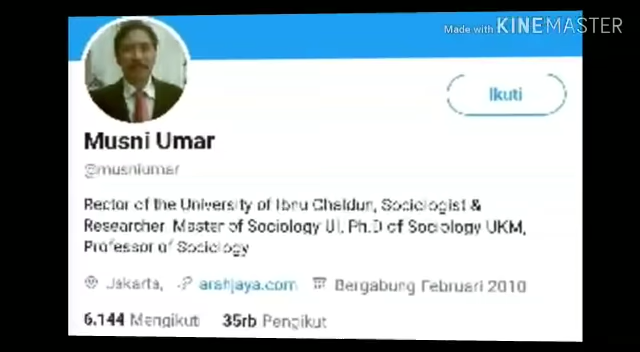 Made with KINEMASTER
Ikuti
Musni Umar
@musniumar
Rector of the University of Ibnu Chaldun, Sociologist &
Researcher, Master of Sociology UI, Ph.D of Sociology UKM,
Professor of Sociology
Jakarta, arahjaya.com Bergabung Februari 2010
6.144 Mengikuti 35rb Pengikut